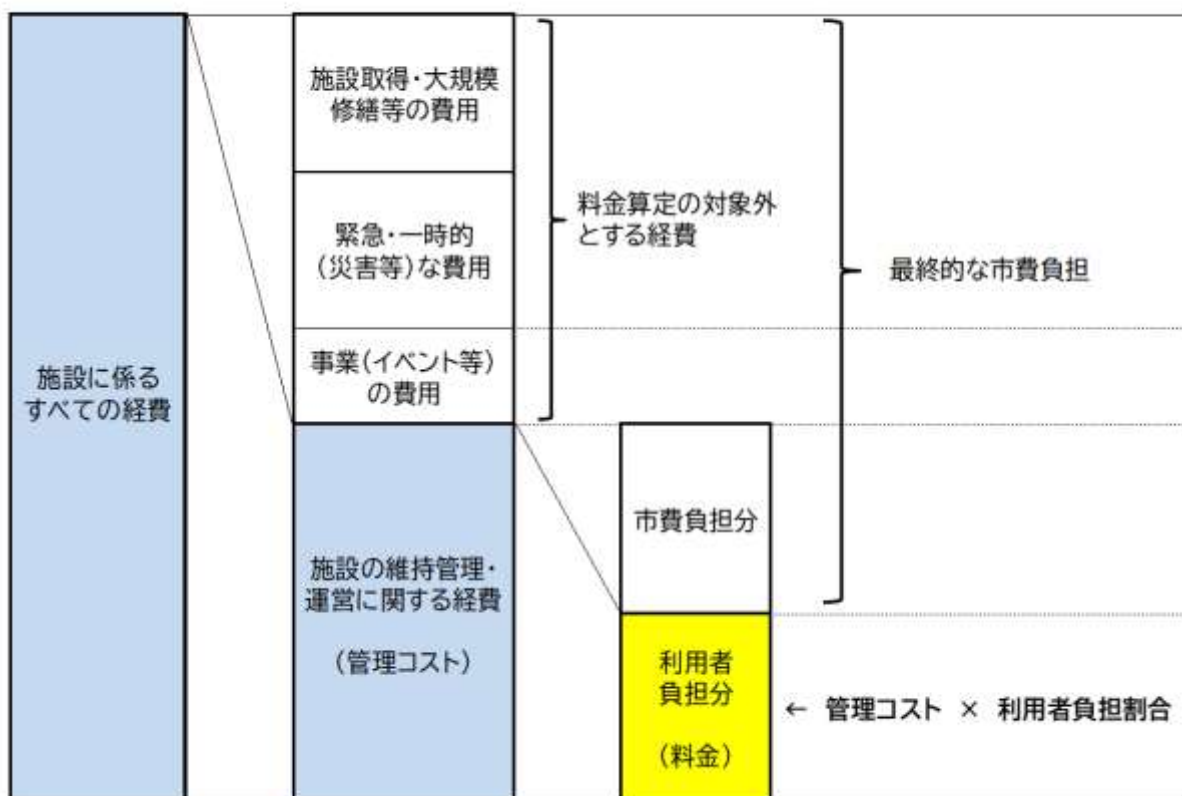 施設に係る
すべての経費
施設取得・大規模
修繕等の費用
緊急・一時的
（災害等）な費用
事業（イベント等）
の費用
施設の維持管理・
運営に関する経費
（管理コスト）
料金算定の対象外
とする経費
市費負担分
利用者
負担分
（料金）
最終的な市費負担
← 管理コスト × 利用者負担割合